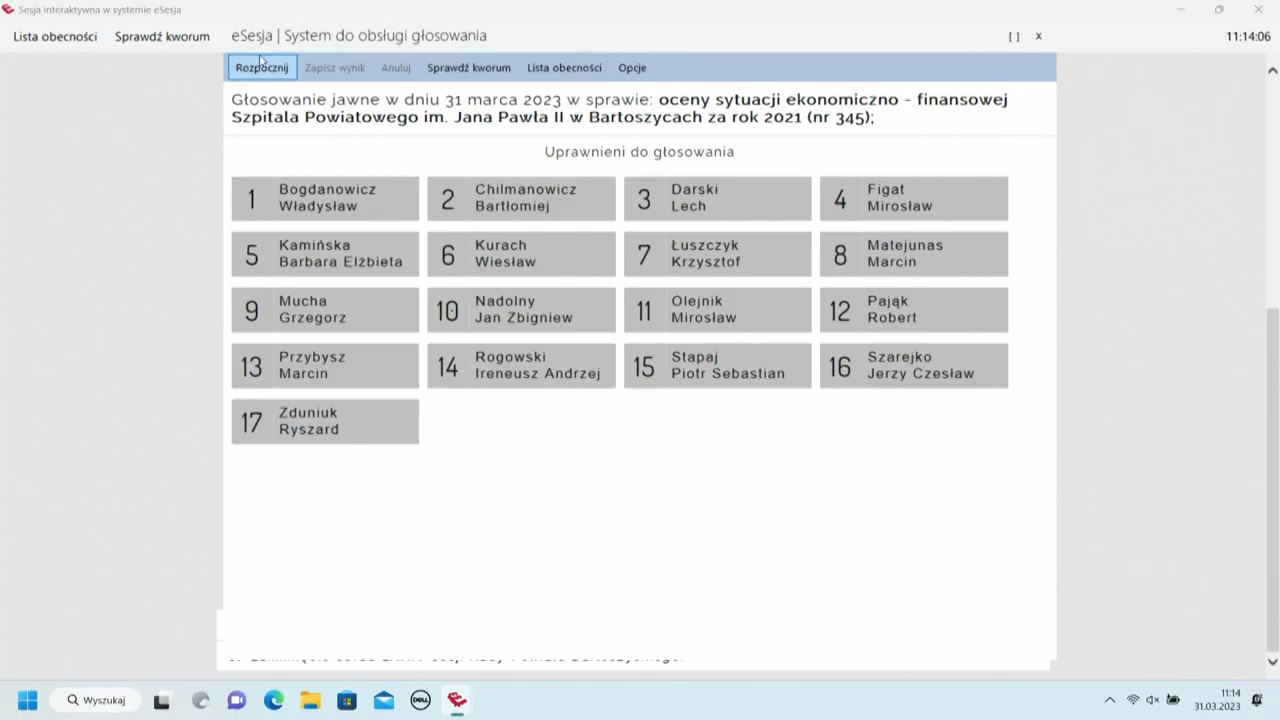 Sesja interaktywna w systemie eSesja
Lista obecności Sprawdź kworum eSesja | System do obsługi głosowania [ ] x 11:14:06
Rozpocznij Zapisz wynik Anuluj Sprawdź kworum Lista obecności Opcje
Głosowanie jawne w dniu 31 marca 2023 w sprawie: oceny sytuacji ekonomiczno - finansowej
Szpitala Powiatowego im. Jana Pawła II w Bartoszycach za rok 2021 (nr 345);
Uprawnieni do głosowania
1 Bogdanowicz
Władysław
2 Chilmanowicz
Bartłomiej
3 Darski
Lech
4 Figat
Mirosław
5 Kamińska
Barbara Elżbieta
6 Kurach
Wiesław
7 Łuszczyk
Krzysztof
8 Matejunas
Marcin
9 Mucha
Grzegorz
10 Nadolny
Jan Zbigniew
11 Olejnik
Mirosław
12 Pająk
Robert
13 Przybysz
Marcin
14 Rogowski
Ireneusz Andrzej
15 Stapaj
Piotr Sebastian
16 Szarejko
Jerzy Czesław
17 Zduniuk
Ryszard
Wyszukaj
DELL
11:14
31.03.2023